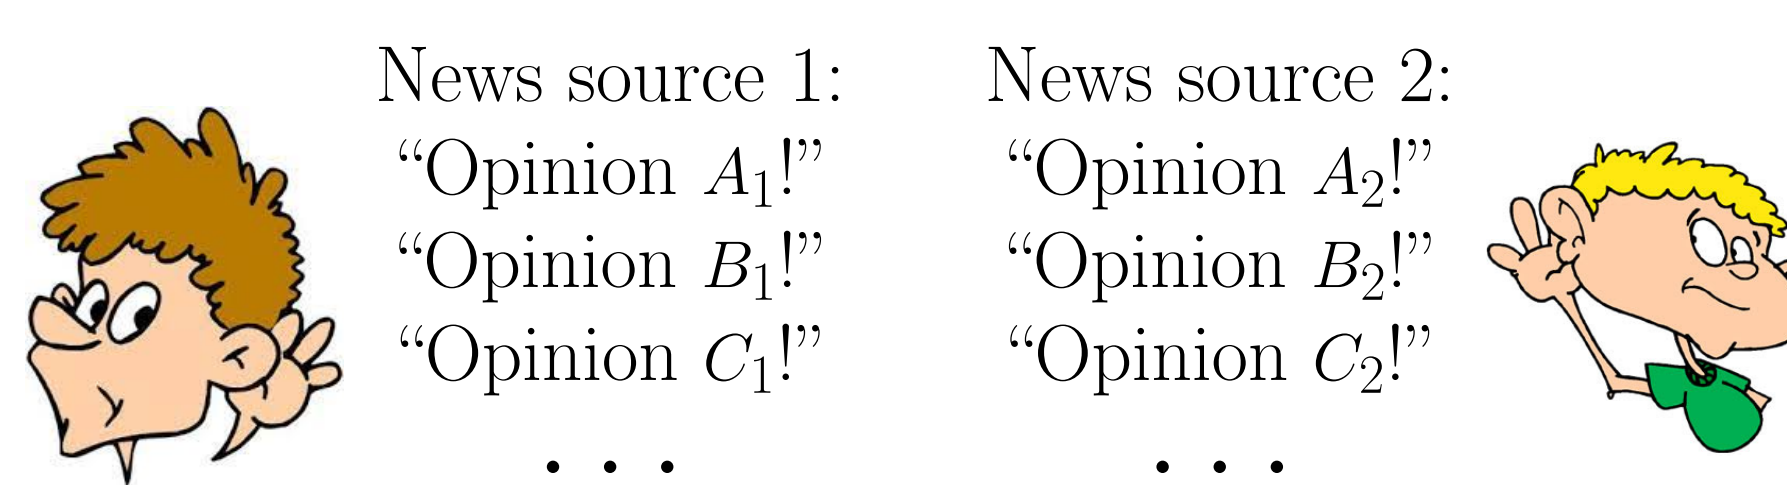 News source 1:
“Opinion A₁!”
“Opinion B₁!”
“Opinion C₁!”
. . .
News source 2:
“Opinion A₂!”
“Opinion B₂!”
“Opinion C₂!”
. . .